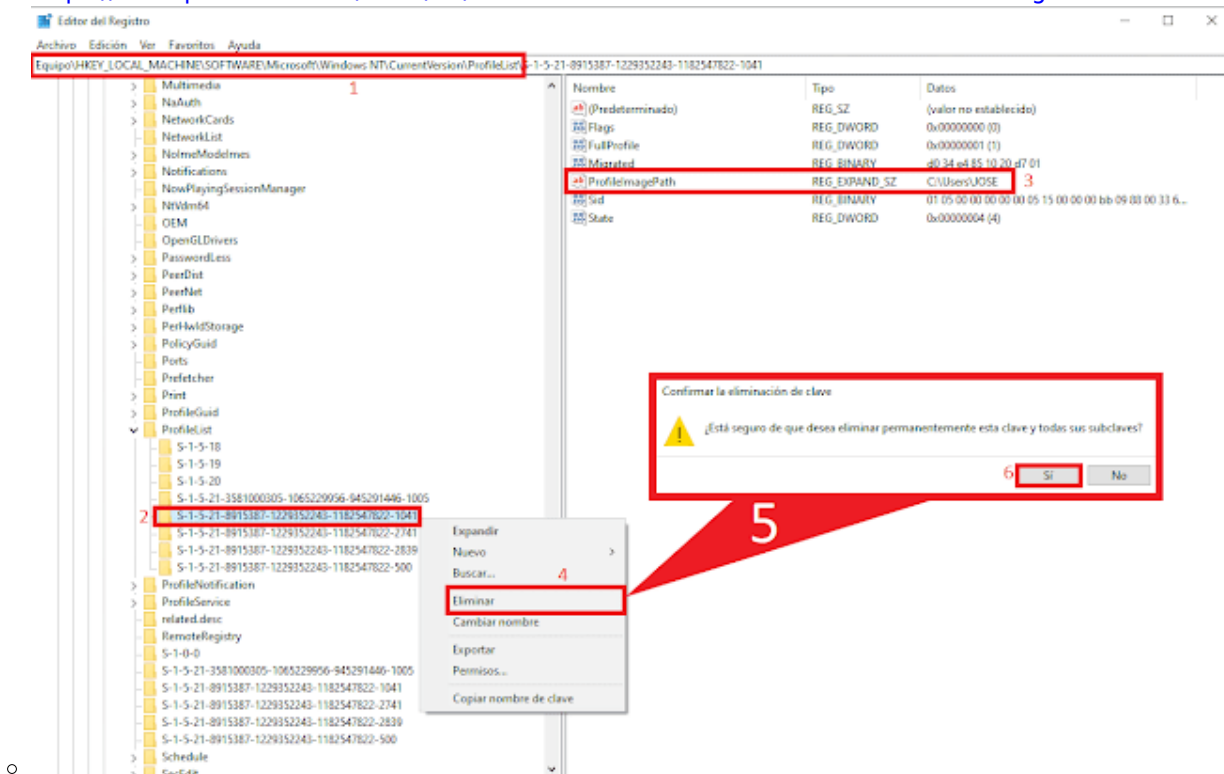 Editor del Registro
Archivo Edición Ver Favoritos Ayuda
Equipo\HKEY_LOCAL_MACHINE\SOFTWARE\Microsoft\Windows NT\CurrentVersion\ProfileList\S-1-5-21-8915387-1229352243-1182547822-1041
1
Multimedia
NaAuth
NetworkCards
NetworkList
NoImeModeImes
Notifications
NowPlayingSessionManager
NtVdm64
OEM
OpenGLDrivers
PasswordLess
PeerDist
PeerNet
Perflib
PerHwIdStorage
PolicyGuid
Ports
Prefetcher
Print
ProfileGuid
ProfileList
S-1-5-18
S-1-5-19
S-1-5-20
S-1-5-21-3581000305-1065229956-945291446-1005
2 S-1-5-21-8915387-1229352243-1182547822-1041
S-1-5-21-8915387-1229352243-1182547822-2741
S-1-5-21-8915387-1229352243-1182547822-2839
S-1-5-21-8915387-1229352243-1182547822-500
ProfileNotification
ProfileService
related.desc
RemoteRegistry
S-1-0-0
S-1-5-21-3581000305-1065229956-945291446-1005
S-1-5-21-8915387-1229352243-1182547822-1041
S-1-5-21-8915387-1229352243-1182547822-2741
S-1-5-21-8915387-1229352243-1182547822-2839
S-1-5-21-8915387-1229352243-1182547822-500
Schedule
Nombre Tipo Datos
(Predeterminado) REG_SZ (valor no establecido)
Flags REG_DWORD 0x00000000 (0)
FullProfile REG_DWORD 0x00000001 (1)
Migrated REG_BINARY d0 34 e4 85 10 20 d7 01
ProfileImagePath REG_EXPAND_SZ C:\Users\JOSE 3
Sid REG_BINARY 01 05 00 00 00 00 00 05 15 00 00 00 bb 09 88 00 33 6...
State REG_DWORD 0x00000004 (4)
Expandir
Nuevo
Buscar...
4
Eliminar
Cambiar nombre
Exportar
Permisos...
Copiar nombre de clave
5
Confirmar la eliminación de clave
¿Está seguro de que desea eliminar permanentemente esta clave y todas sus subclaves?
6 Sí No